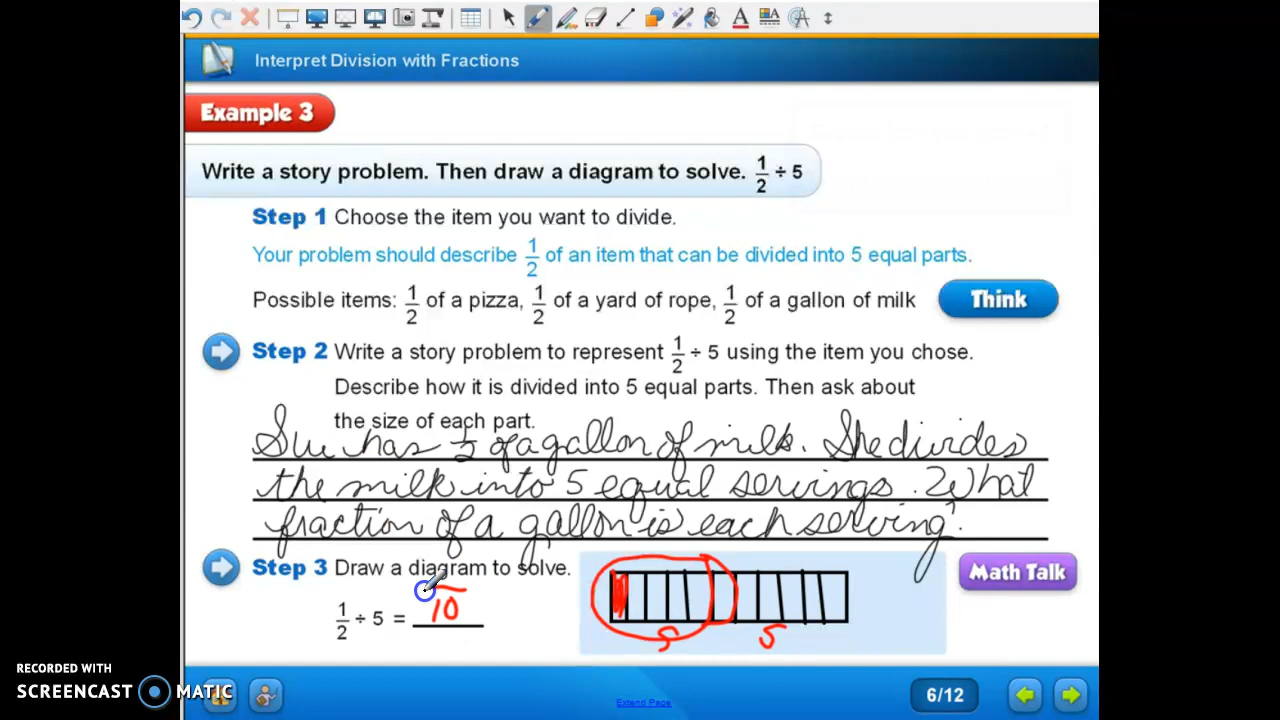 Interpret Division with Fractions
Example 3
Write a story problem. Then draw a diagram to solve. 1/2 ÷ 5
Step 1 Choose the item you want to divide.
Your problem should describe 1/2 of an item that can be divided into 5 equal parts.
Possible items: 1/2 of a pizza, 1/2 of a yard of rope, 1/2 of a gallon of milk
Think
Step 2 Write a story problem to represent 1/2 ÷ 5 using the item you chose.
Describe how it is divided into 5 equal parts. Then ask about
the size of each part.
Sue has 1/2 of a gallon of milk. She divides
the milk into 5 equal servings. What
fraction of a gallon is each serving?
Step 3 Draw a diagram to solve.
Math Talk
1/2 ÷ 5 = 10
5 5
RECORDED WITH
SCREENCAST MATIC
Extend Page
6/12